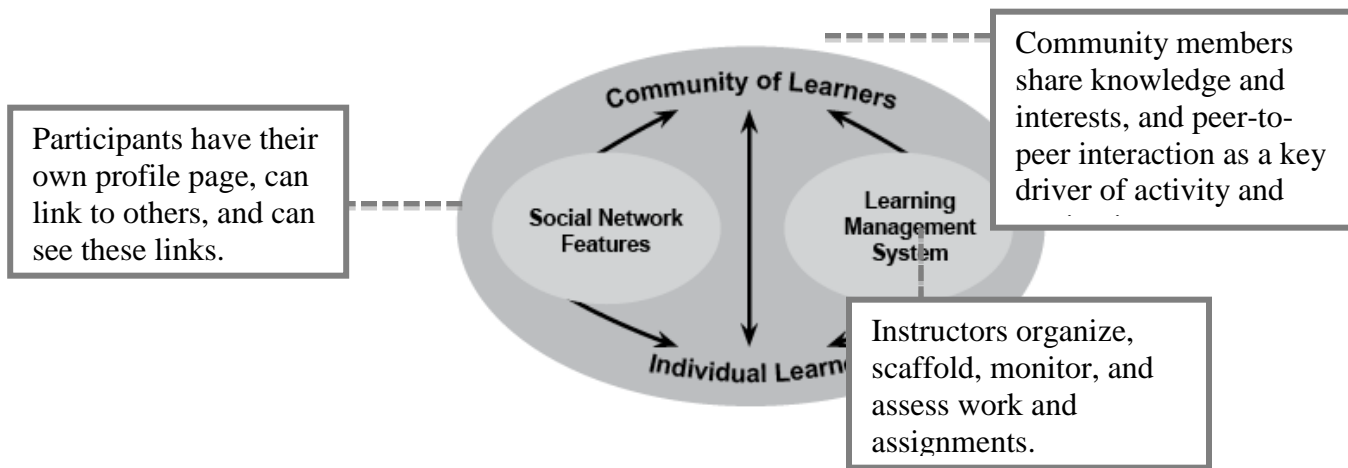 Community members
share knowledge and
interests, and peer-to-
peer interaction as a key
driver of activity and
Community of Learners
Participants have their
own profile page, can
link to others, and can
see these links.
Social Network
Features
Learning
Management
System
Instructors organize,
scaffold, monitor, and
assess work and
assignments.
Individual